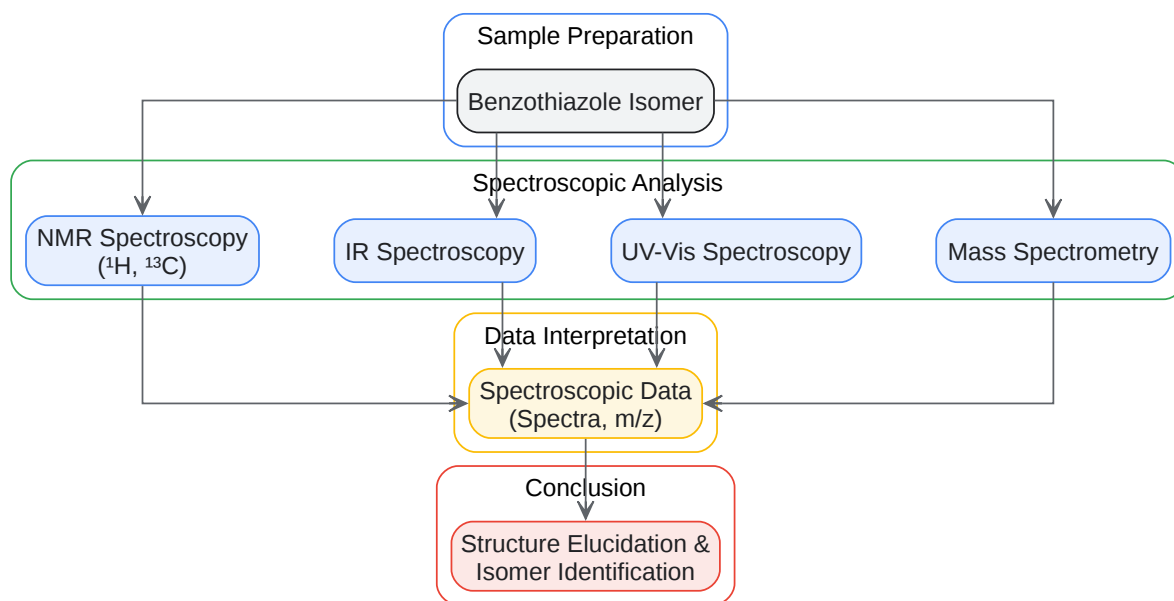 Sample Preparation
Benzothiazole Isomer
Spectroscopic Analysis
NMR Spectroscopy
(¹H, ¹³C)
IR Spectroscopy
UV-Vis Spectroscopy
Mass Spectrometry
Data Interpretation
Spectroscopic Data
(Spectra, m/z)
Conclusion
Structure Elucidation &
Isomer Identification